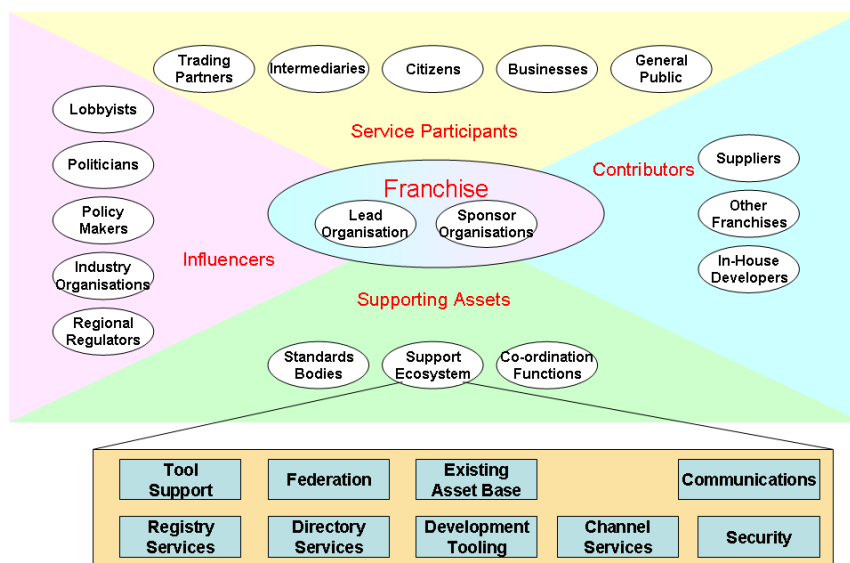 Trading
Partners
Intermediaries
Citizens
Businesses
General
Public
Lobbyists
Politicians
Policy
Makers
Industry
Organisations
Regional
Regulators
Influencers
Service Participants
Franchise
Lead
Organisation
Sponsor
Organisations
Contributors
Suppliers
Other
Franchises
In-House
Developers
Supporting Assets
Standards
Bodies
Support
Ecosystem
Co-ordination
Functions
Tool
Support
Federation
Existing
Asset Base
Communications
Registry
Services
Directory
Services
Development
Tooling
Channel
Services
Security